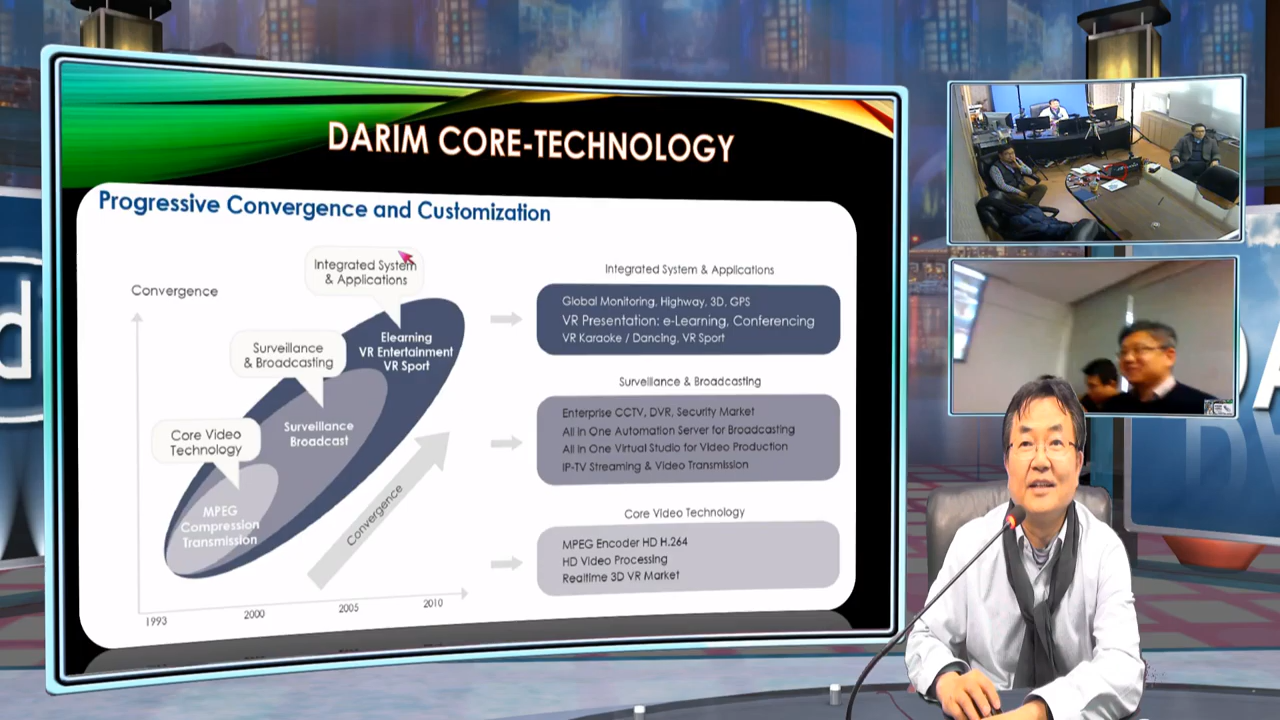 DARIM CORE-TECHNOLOGY
Progressive Convergence and Customization
Convergence
Integrated System
& Applications
Surveillance
& Broadcasting
Core Video
Technology
Elearning
VR Entertainment
VR Sport
Surveillance
Broadcast
MPEG
Compression
Transmission
Convergence
1993
2000
2005
2010
Integrated System & Applications
Global Monitoring, Highway, 3D, GPS
VR Presentation: e-Learning, Conferencing
VR Karaoke / Dancing, VR Sport
Surveillance & Broadcasting
Enterprise CCTV, DVR, Security Market
All in One Automation Server for Broadcasting
All in One Virtual Studio for Video Production
IP-TV Streaming & Video Transmission
Core Video Technology
MPEG Encoder HD H.264
HD Video Processing
Realtime 3D VR Market
d
DA